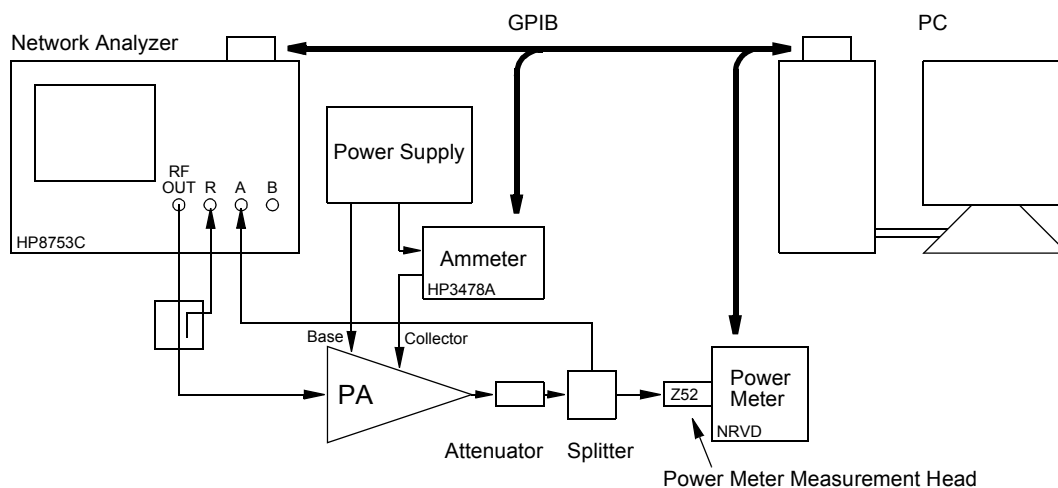 GPIB
PC
Network Analyzer
Power Supply
RF
OUT
R
A
B
HP8753C
Ammeter
HP3478A
Base
Collector
PA
Z52
Power
Meter
NRVD
Attenuator
Splitter
Power Meter Measurement Head